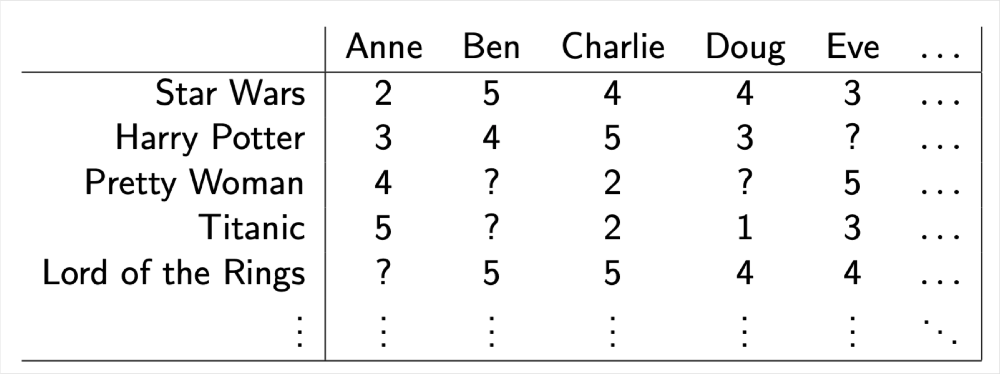 Anne Ben Charlie Doug Eve ...
Star Wars 2 5 4 4 3 ...
Harry Potter 3 4 5 3 ? ...
Pretty Woman 4 ? 2 ? 5 ...
Titanic 5 ? 2 1 3 ...
Lord of the Rings ? 5 5 4 4 ...
⋮ ⋮ ⋮ ⋮ ⋮ ⋮ ⋱